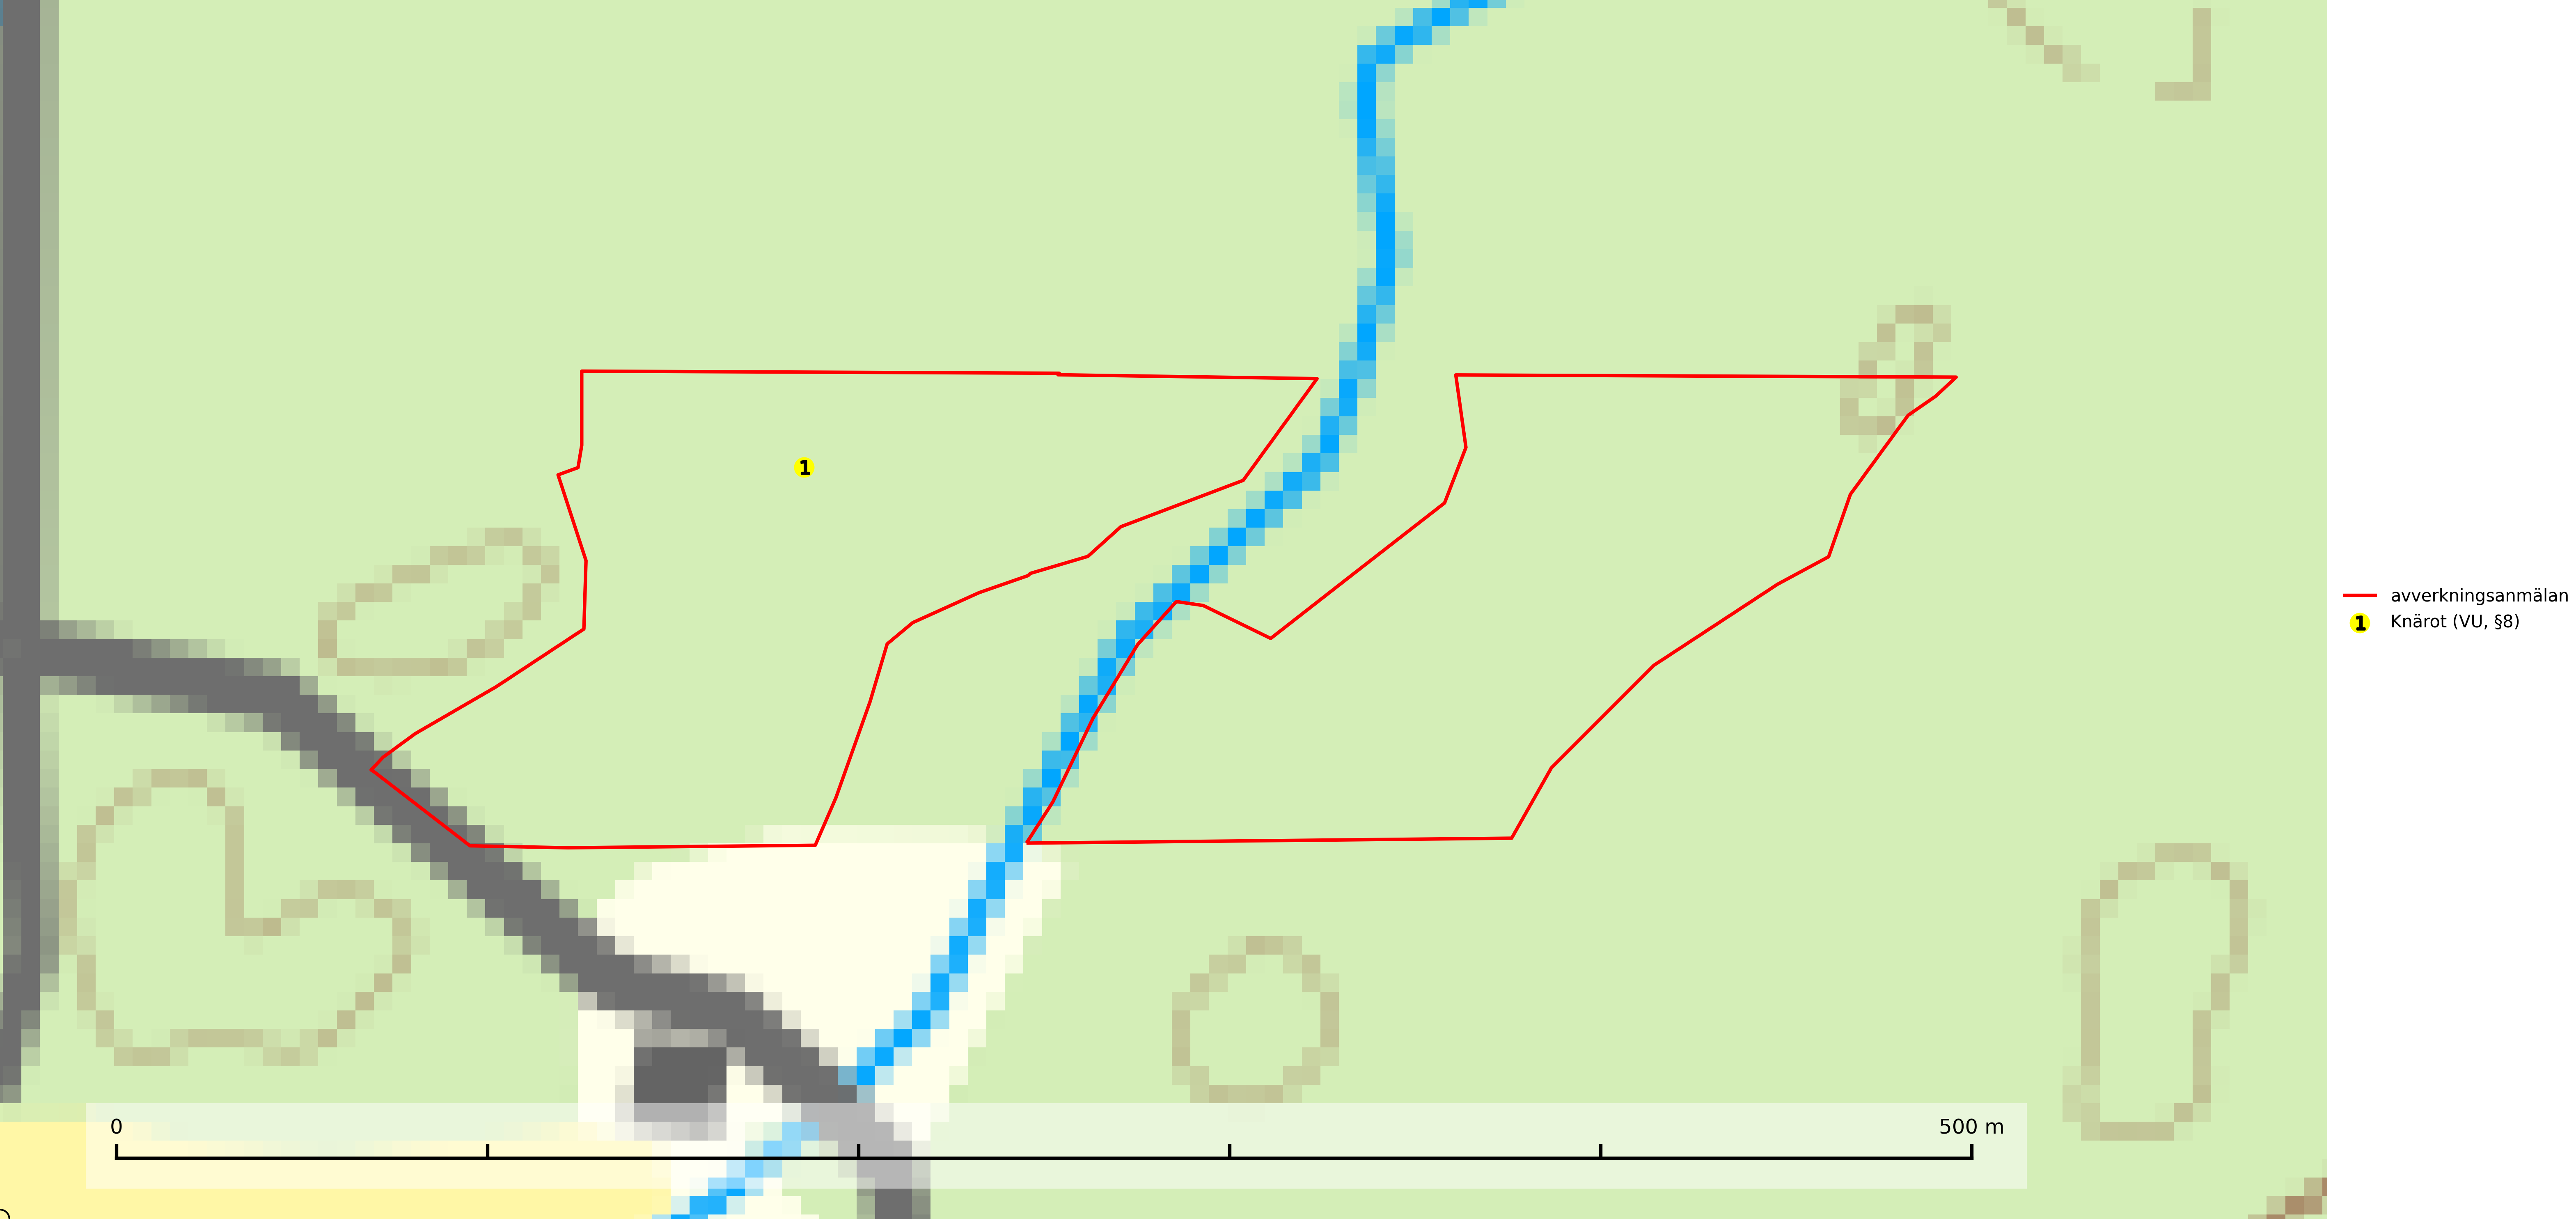 1
avverkningsanmälan
1 Knärot (VU, §8)
0 500 m